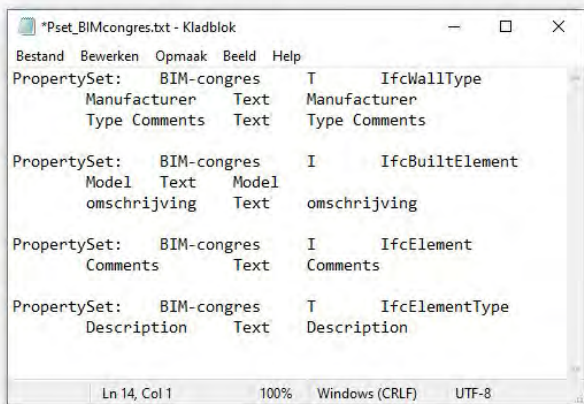 *Pset_BIMcongres.txt - Kladblok
Bestand Bewerken Opmaak Beeld Help
PropertySet: BIM-congres T IfcWallType
Manufacturer Text Manufacturer
Type Comments Text Type Comments
PropertySet: BIM-congres I IfcBuiltElement
Model Text Model
omschrijving Text omschrijving
PropertySet: BIM-congres I IfcElement
Comments Text Comments
PropertySet: BIM-congres T IfcElementType
Description Text Description
Ln 14, Col 1 100% Windows (CRLF) UTF-8